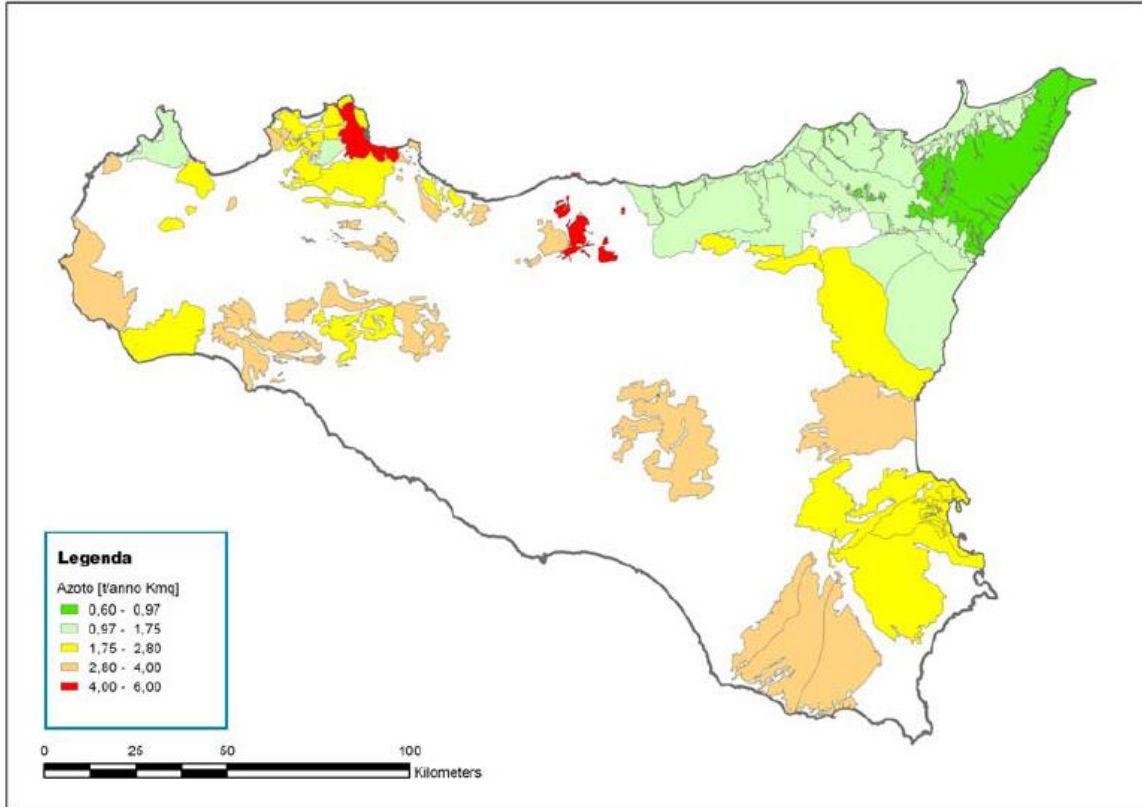 Legenda
Azoto [t/anno Kmq]
0,60 - 0,97
0,97 - 1,75
1,75 - 2,80
2,80 - 4,00
4,00 - 6,00
0 25 50 100
Kilometers